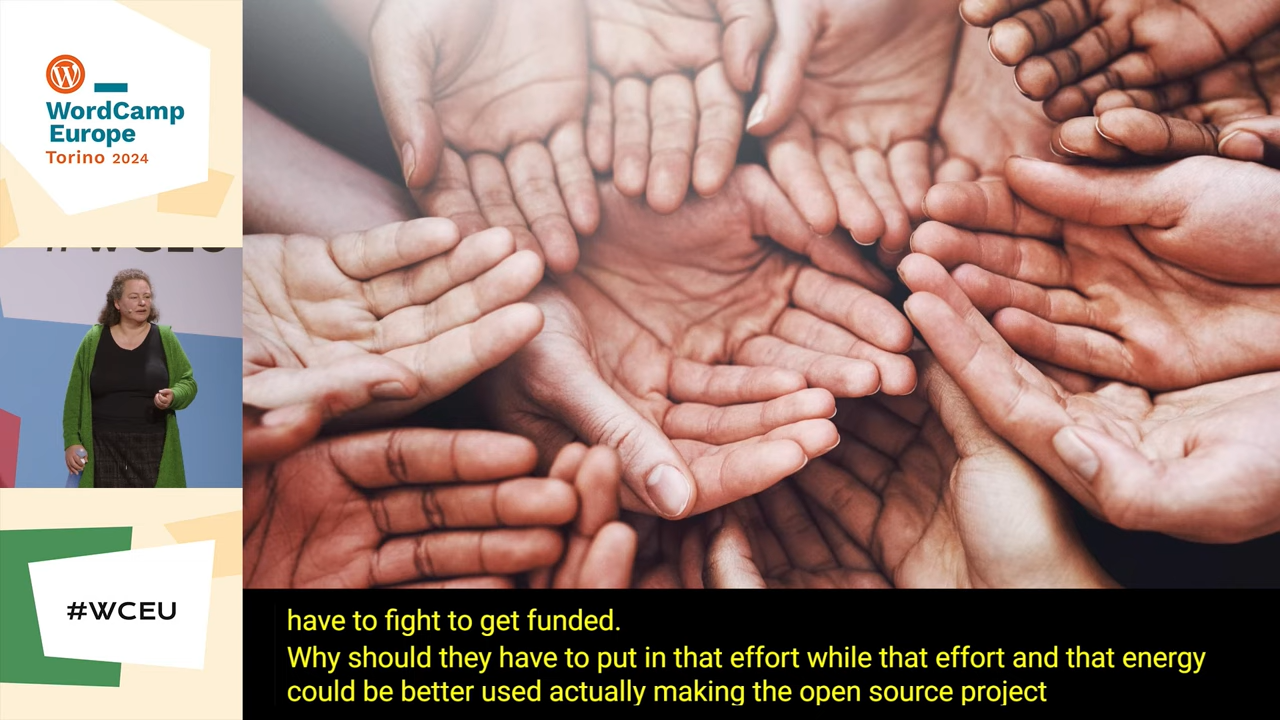 WordCamp
Europe
Torino 2024
#WCEU
#WCEU
have to fight to get funded.
Why should they have to put in that effort while that effort and that energy
could be better used actually making the open source project